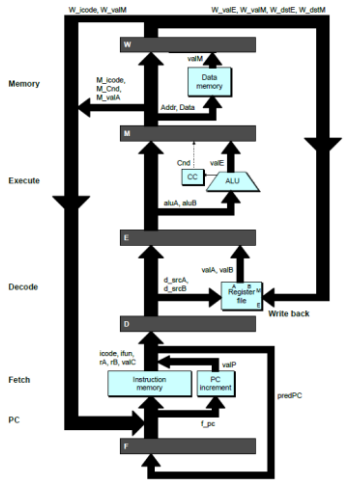 W_icode, W_valM
W_valE, W_valM, W_dstE, W_dstM
W
valM
Memory
M_icode,
M_Cnd,
M_valA
Data
memory
Addr, Data
M
Cnd
valE
Execute
CC
ALU
aluA, aluB
E
valA, valB
Decode
d_srcA,
d_srcB
A
B
Register
file
M
E
Write back
D
icode, ifun,
rA, rB, valC
valP
Fetch
Instruction
memory
PC
increment
predPC
PC
f_pc
F